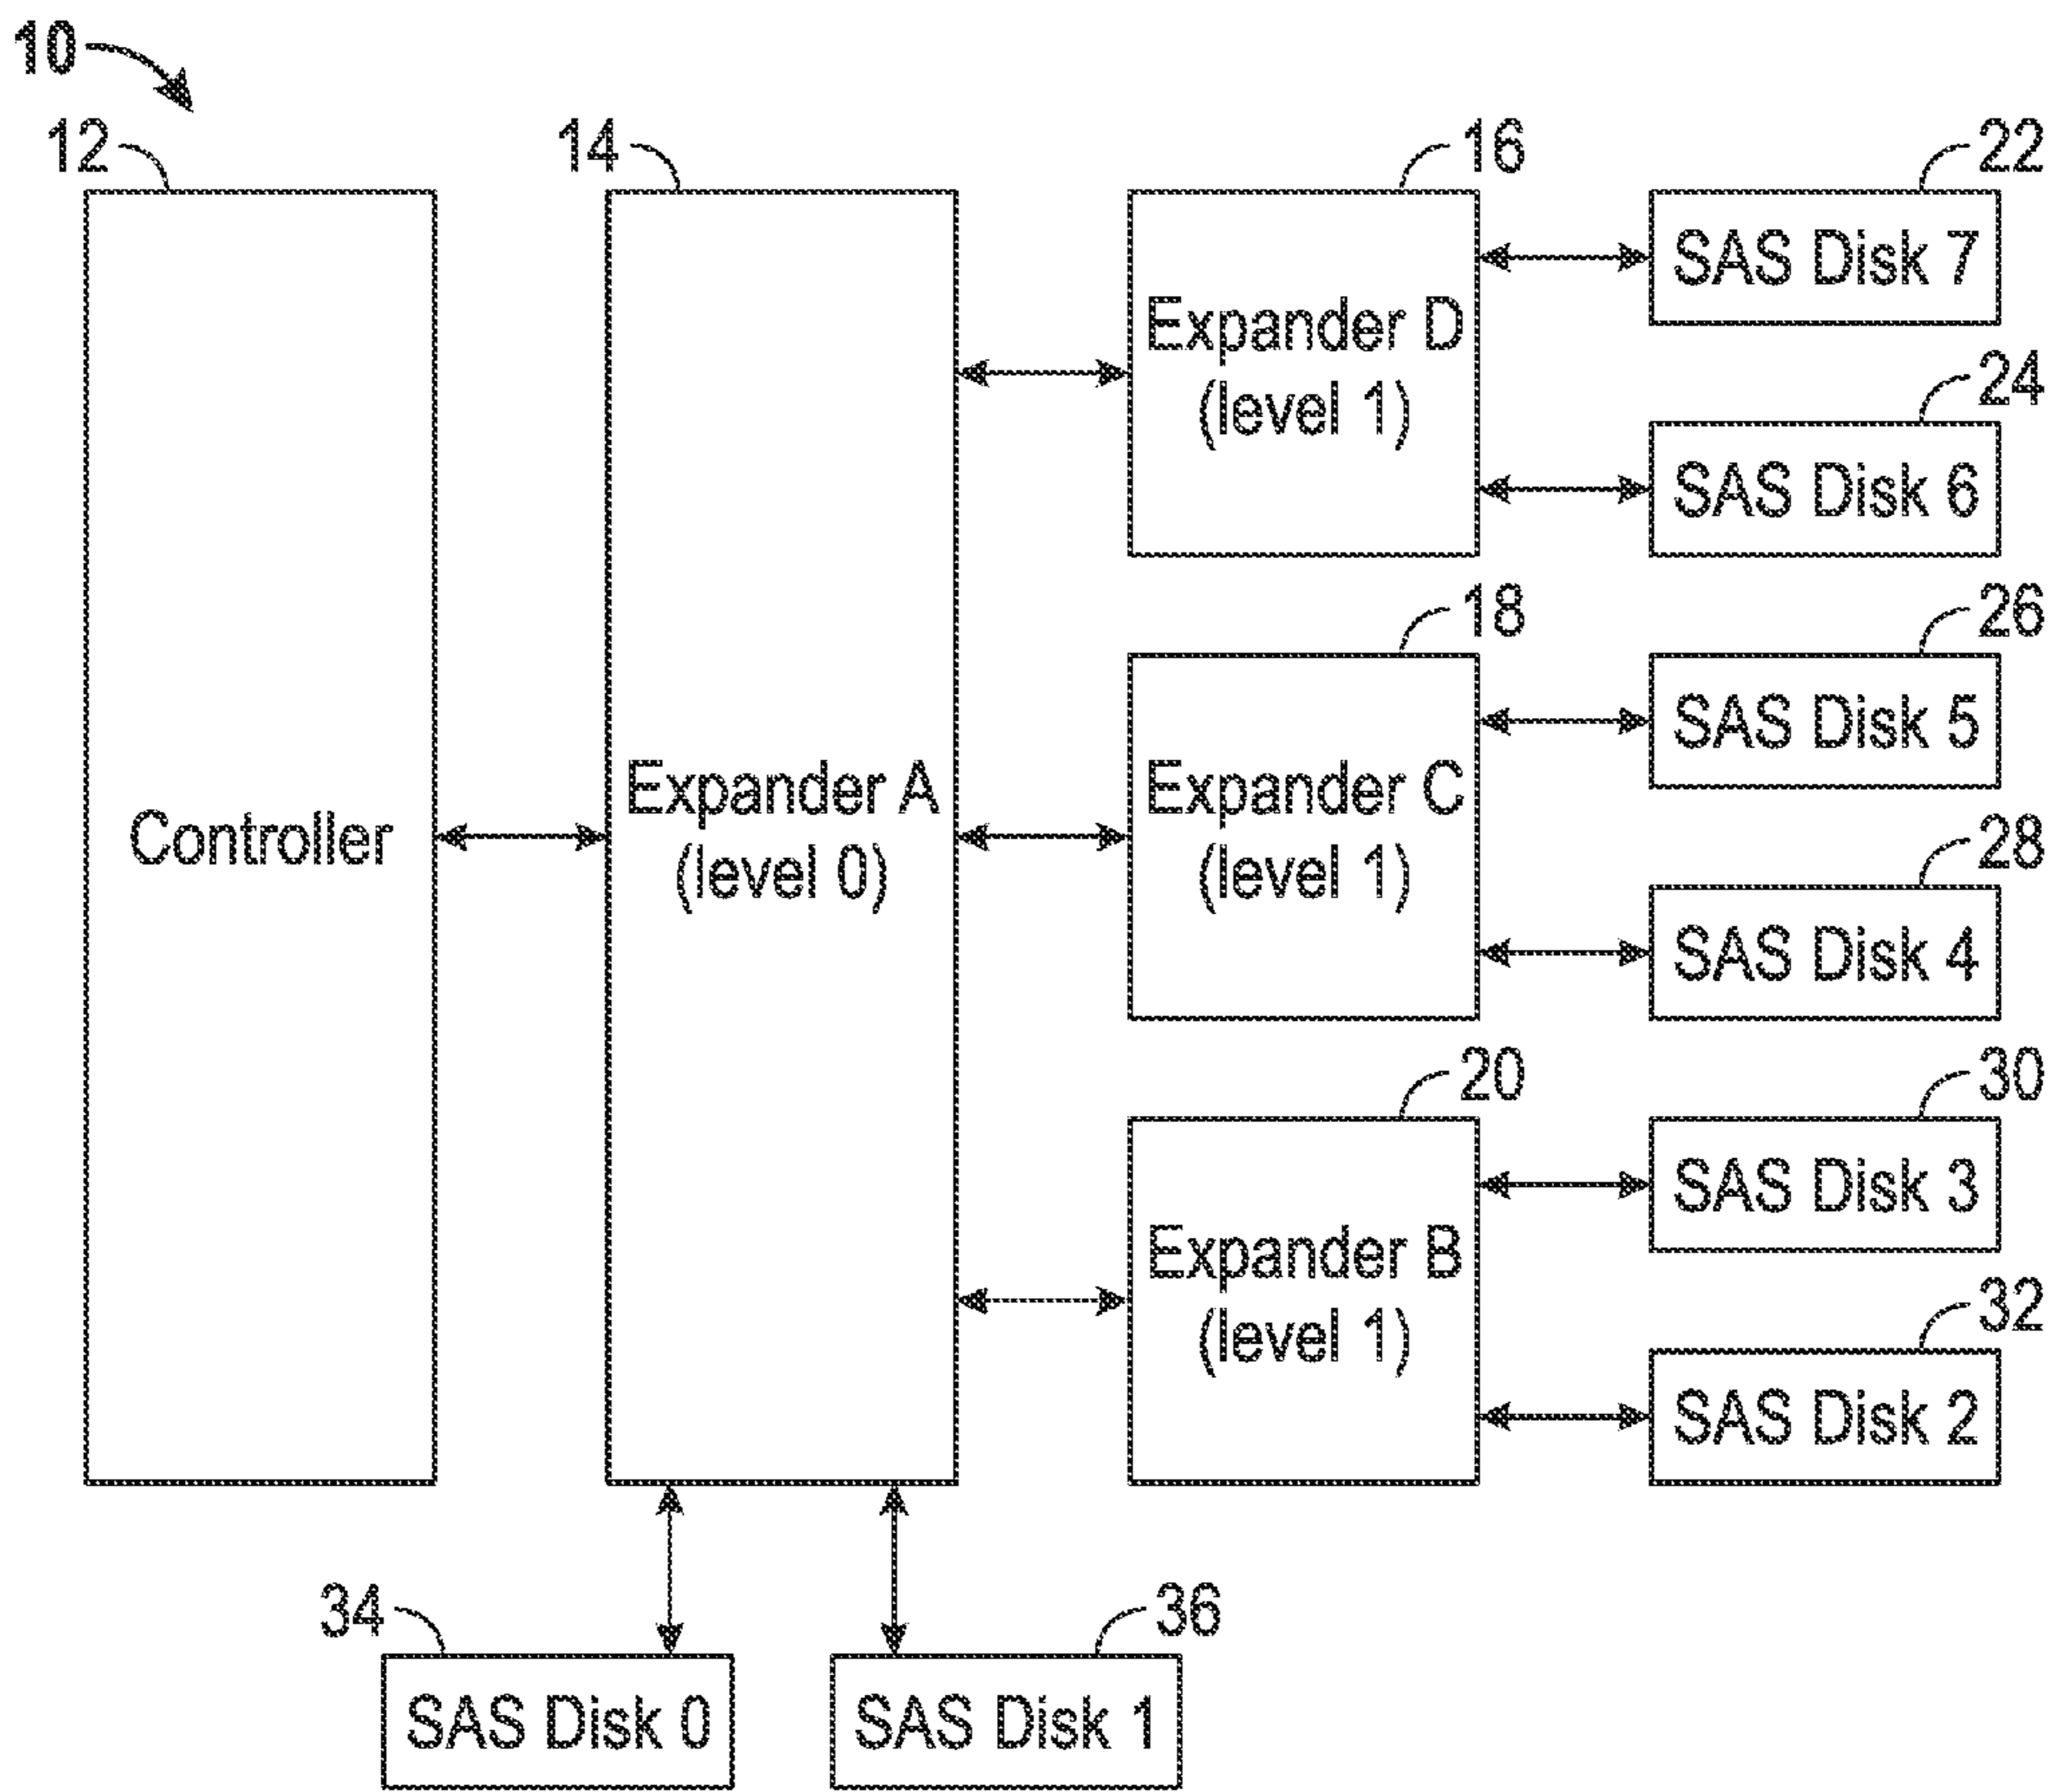 10
12
14
16
22
SAS Disk 7
Expander D
(level 1)
24
SAS Disk 6
18
26
SAS Disk 5
Controller
Expander A
(level 0)
Expander C
(level 1)
28
SAS Disk 4
20
30
SAS Disk 3
Expander B
(level 1)
32
SAS Disk 2
34
36
SAS Disk 0
SAS Disk 1